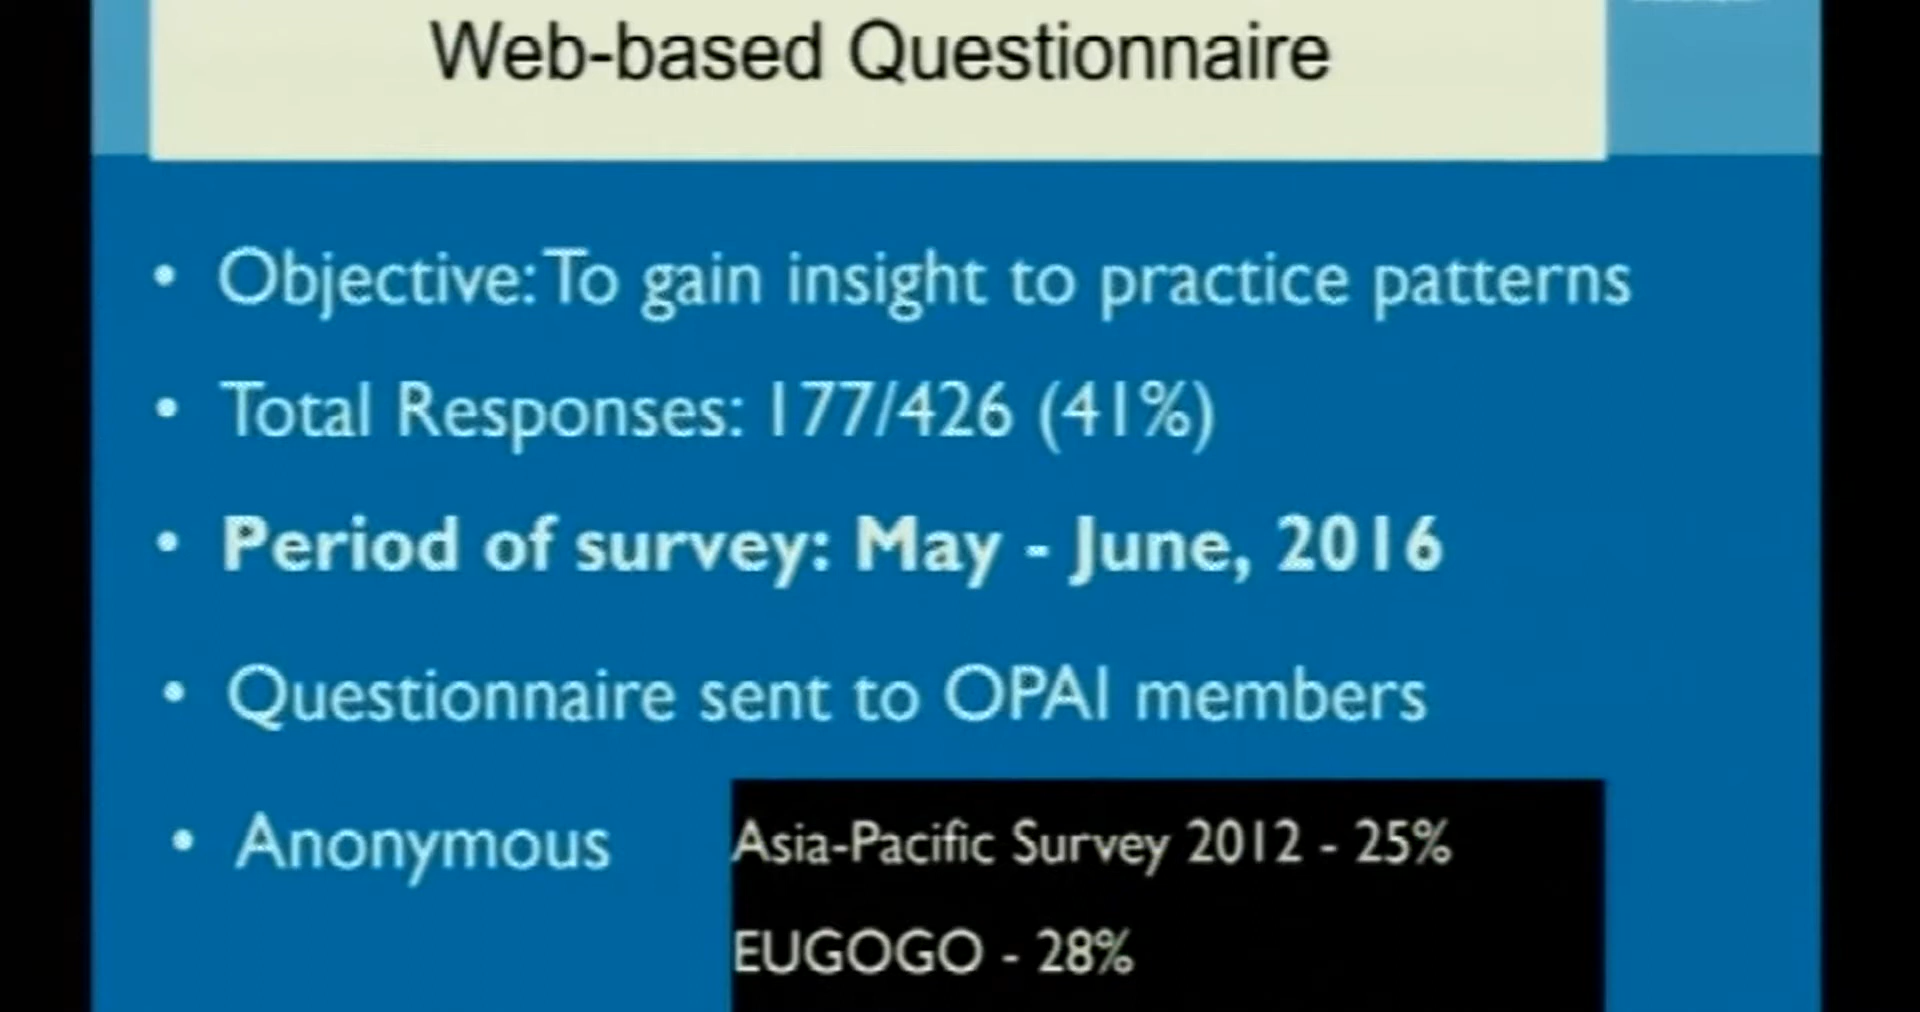 Web-based Questionnaire
• Objective: To gain insight to practice patterns
• Total Responses: 177/426 (41%)
• Period of survey: May - June, 2016
• Questionnaire sent to OPAI members
• Anonymous
Asia-Pacific Survey 2012 - 25%
EUGOGO - 28%